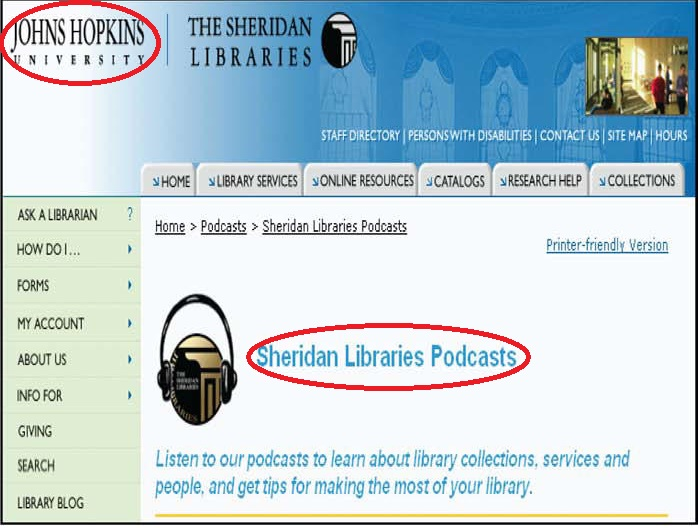 JOHNS HOPKINS
UNIVERSITY
THE SHERIDAN
LIBRARIES
STAFF DIRECTORY | PERSONS WITH DISABILITIES | CONTACT US | SITE MAP | HOURS
HOME
LIBRARY SERVICES
ONLINE RESOURCES
CATALOGS
RESEARCH HELP
COLLECTIONS
ASK A LIBRARIAN ?
HOW DO I...
FORMS
MY ACCOUNT
ABOUT US
INFO FOR
GIVING
SEARCH
LIBRARY BLOG
Home > Podcasts > Sheridan Libraries Podcasts
Printer-friendly Version
THE
SHERIDAN
LIBRARIES
LIBRARIES
Sheridan Libraries Podcasts
Listen to our podcasts to learn about library collections, services and
people, and get tips for making the most of your library.